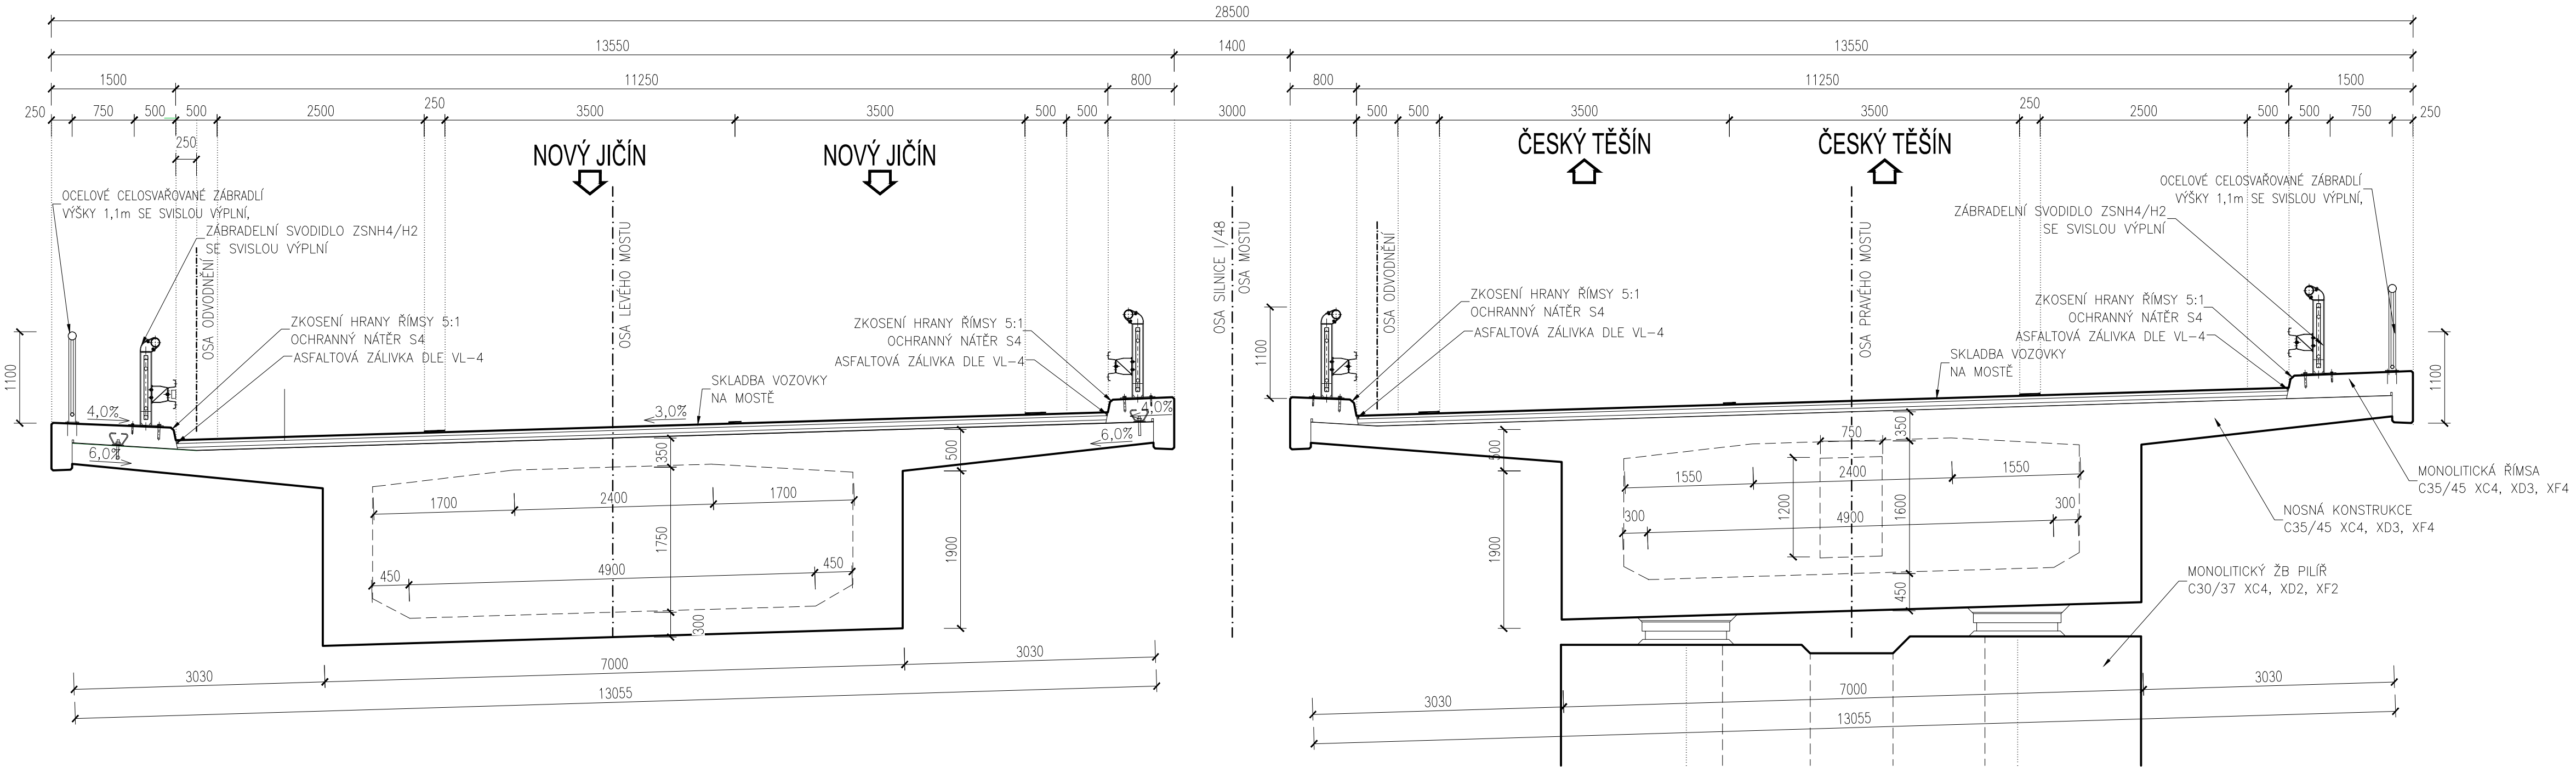 28500
13550 1400 13550
1500 11250 800 800 11250 1500
250 750 500 500 2500 250 3500 3500 500 500 3000 500 500 3500 3500 250 2500 500 500 750 250
250
NOVÝ JIČÍN NOVÝ JIČÍN ČESKÝ TĚŠÍN ČESKÝ TĚŠÍN
OCELOVÉ CELOSVAŘOVANÉ ZÁBRADLÍ
VÝŠKY 1,1m SE SVISLOU VÝPLNÍ,
ZÁBRADELNÍ SVODIDLO ZSNH4/H2
SE SVISLOU VÝPLNÍ
OSA ODVODNĚNÍ
OSA LEVÉHO MOSTU
ZKOSENÍ HRANY ŘÍMSY 5:1
OCHRANNÝ NÁTĚR S4
ASFALTOVÁ ZÁLIVKA DLE VL-4
SKLADBA VOZOVKY
NA MOSTĚ
ZKOSENÍ HRANY ŘÍMSY 5:1
OCHRANNÝ NÁTĚR S4
ASFALTOVÁ ZÁLIVKA DLE VL-4
1100
4,0%
6,0%
3,0%
4,0%
6,0%
350
500
1700 2400 1700
1750
1900
450 4900 450
300
3030 7000 3030
13055
OSA SILNICE I/48
OSA MOSTU
1100
OSA ODVODNĚNÍ
OSA PRAVÉHO MOSTU
ZKOSENÍ HRANY ŘÍMSY 5:1
OCHRANNÝ NÁTĚR S4
ASFALTOVÁ ZÁLIVKA DLE VL-4
SKLADBA VOZOVKY
NA MOSTĚ
OCELOVÉ CELOSVAŘOVANÉ ZÁBRADLÍ
VÝŠKY 1,1m SE SVISLOU VÝPLNÍ,
ZÁBRADELNÍ SVODIDLO ZSNH4/H2
SE SVISLOU VÝPLNÍ
ZKOSENÍ HRANY ŘÍMSY 5:1
OCHRANNÝ NÁTĚR S4
ASFALTOVÁ ZÁLIVKA DLE VL-4
1100
350
500
750
1550 2400 1550
1200
1600
300 4900 300
1900
450
MONOLITICKÁ ŘÍMSA
C35/45 XC4, XD3, XF4
NOSNÁ KONSTRUKCE
C35/45 XC4, XD3, XF4
MONOLITICKÝ ŽB PILÍŘ
C30/37 XC4, XD2, XF2
3030 7000 3030
13055